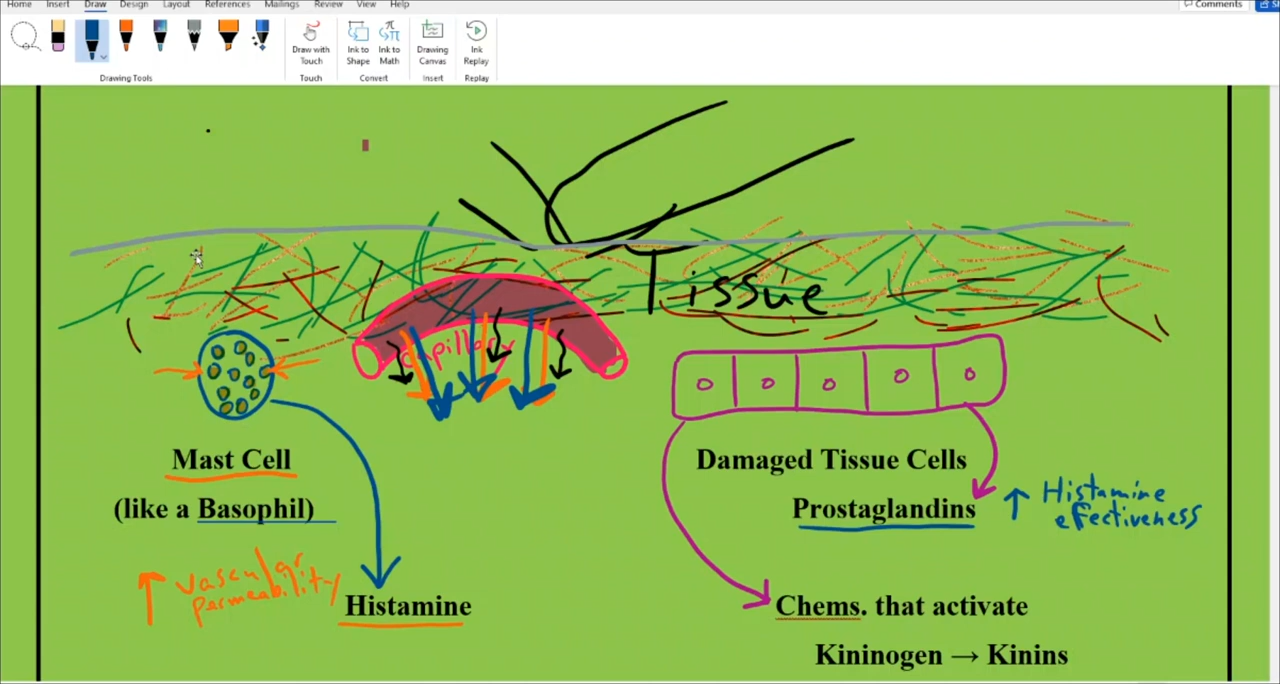 Home Insert Draw Design Layout References Mailings Review View Help
Comments
Draw with Touch
Ink to Shape
Ink to Math
Drawing Canvas
Ink Replay
Drawing Tools
Touch
Convert
Insert
Replay
Tissue
Capillary
Mast Cell
(like a Basophil)
↑ Vascular
permeability
Histamine
Damaged Tissue Cells
Prostaglandins
↑ Histamine
effectiveness
Chems. that activate
Kininogen → Kinins